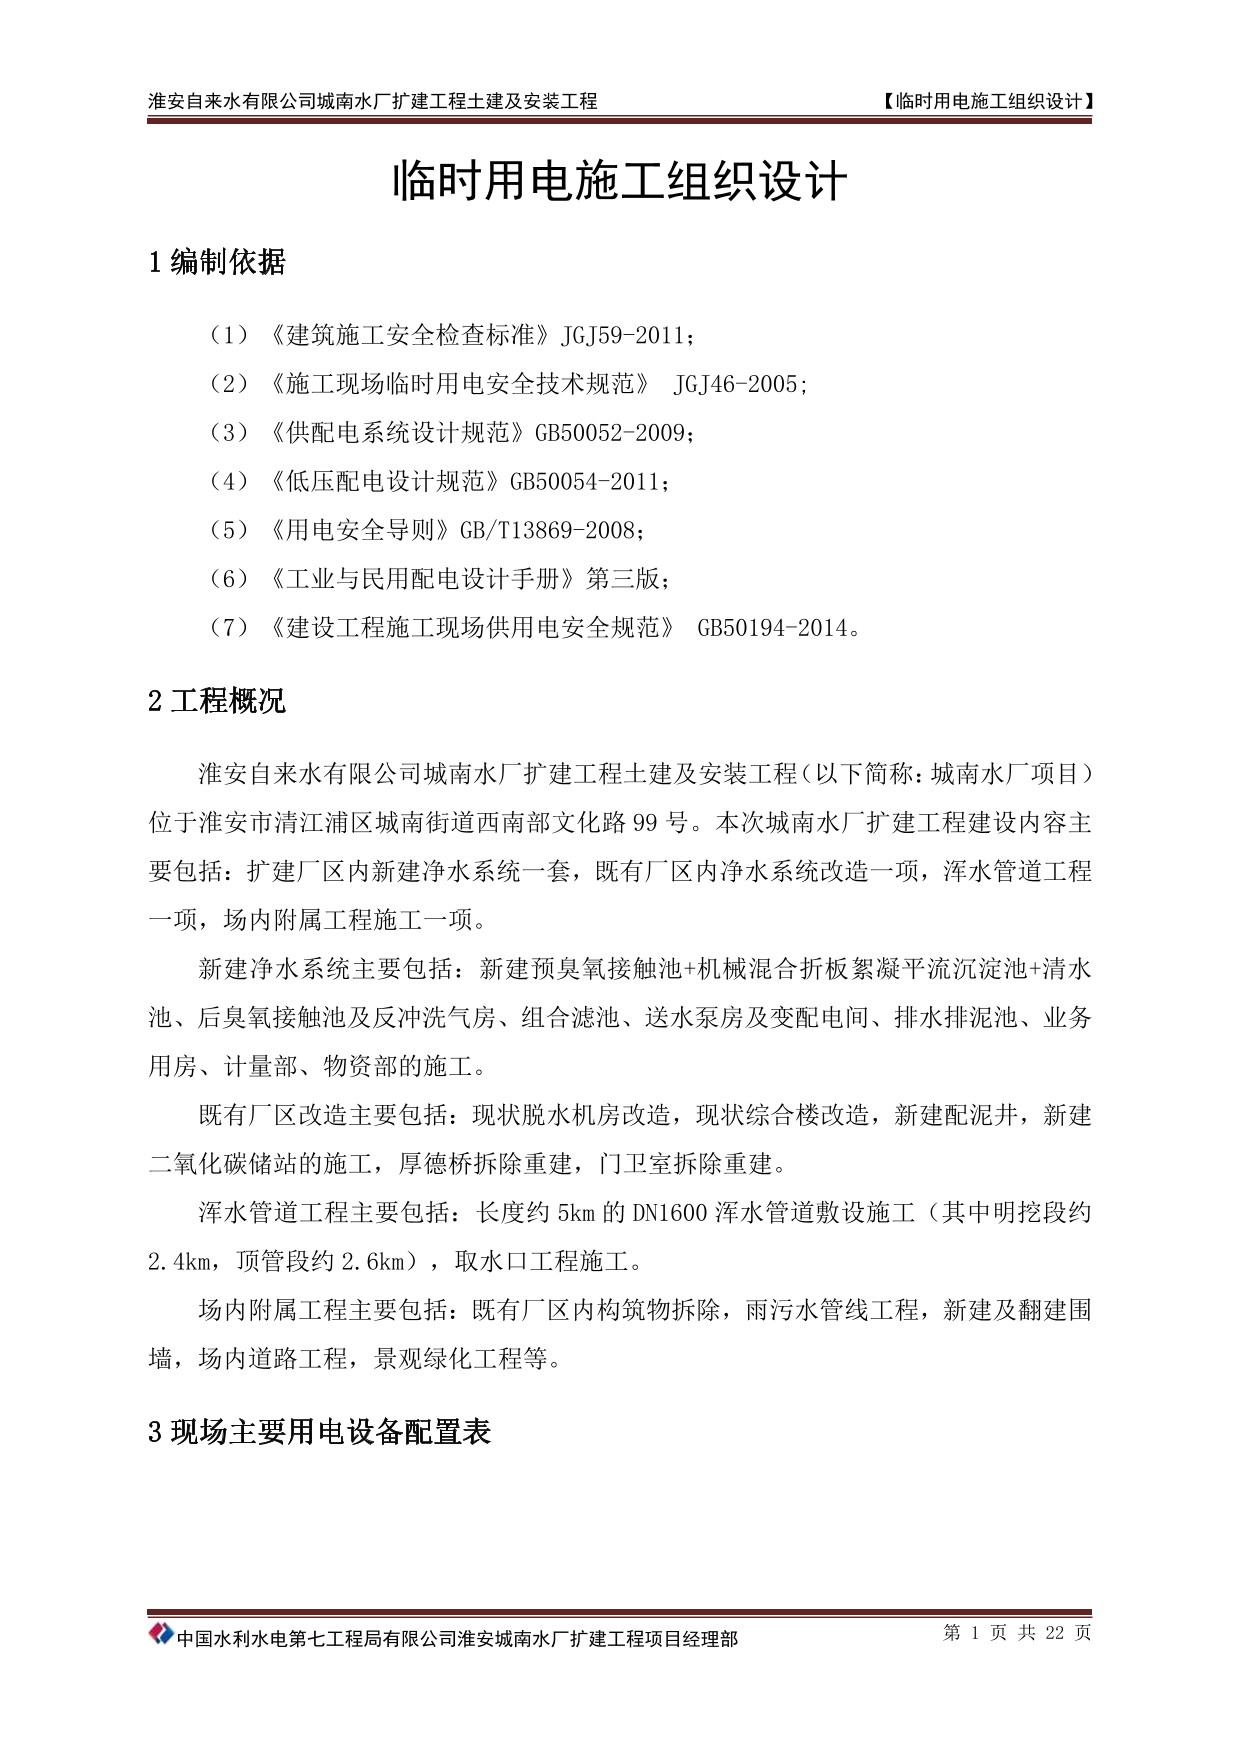 淮安自来水有限公司城南水厂扩建工程土建及安装工程 【临时用电施工组织设计】
临时用电施工组织设计
1 编制依据
（1）《建筑施工安全检查标准》JGJ59-2011；
（2）《施工现场临时用电安全技术规范》 JGJ46-2005;
（3）《供配电系统设计规范》GB50052-2009；
（4）《低压配电设计规范》GB50054-2011；
（5）《用电安全导则》GB/T13869-2008；
（6）《工业与民用配电设计手册》第三版；
（7）《建设工程施工现场供用电安全规范》 GB50194-2014。
2 工程概况
淮安自来水有限公司城南水厂扩建工程土建及安装工程（以下简称：城南水厂项目）
位于淮安市清江浦区城南街道西南部文化路 99 号。本次城南水厂扩建工程建设内容主
要包括：扩建厂区内新建净水系统一套，既有厂区内净水系统改造一项，浑水管道工程
一项，场内附属工程施工一项。
新建净水系统主要包括：新建预臭氧接触池+机械混合折板絮凝平流沉淀池+清水
池、后臭氧接触池及反冲洗气房、组合滤池、送水泵房及变配电间、排水排泥池、业务
用房、计量部、物资部的施工。
既有厂区改造主要包括：现状脱水机房改造，现状综合楼改造，新建配泥井，新建
二氧化碳储站的施工，厚德桥拆除重建，门卫室拆除重建。
浑水管道工程主要包括：长度约 5km 的 DN1600 浑水管道敷设施工（其中明挖段约
2.4km，顶管段约 2.6km），取水口工程施工。
场内附属工程主要包括：既有厂区内构筑物拆除，雨污水管线工程，新建及翻建围
墙，场内道路工程，景观绿化工程等。
3 现场主要用电设备配置表
中国水利水电第七工程局有限公司淮安城南水厂扩建工程项目经理部 第 1 页 共 22 页